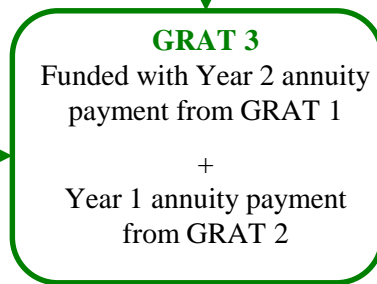 GRAT 3
Funded with Year 2 annuity
payment from GRAT 1
+
Year 1 annuity payment
from GRAT 2